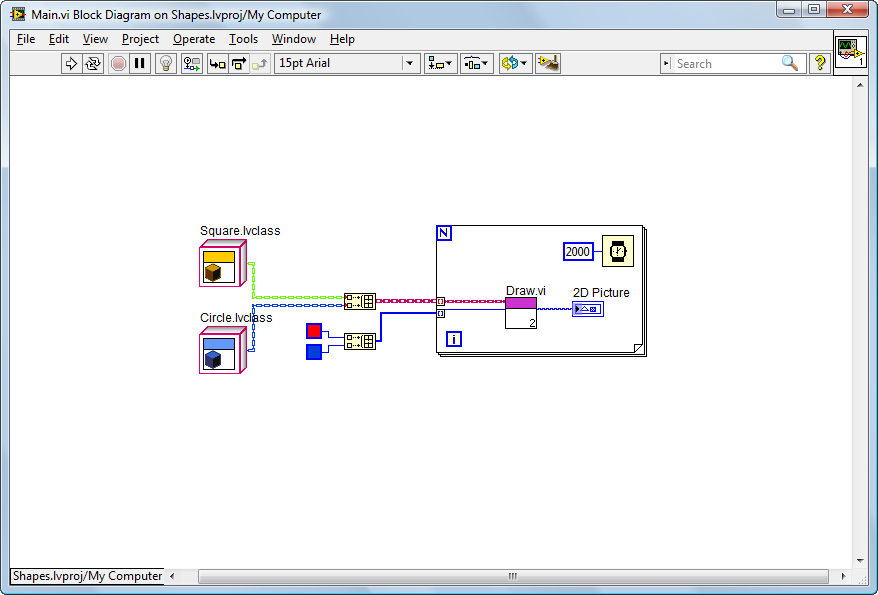 Main.vi Block Diagram on Shapes.lvproj/My Computer
File Edit View Project Operate Tools Window Help
15pt Arial
Search
?
1
Square.lvclass
N
2000
Draw.vi
2D Picture
2
Circle.lvclass
i
Shapes.lvproj/My Computer